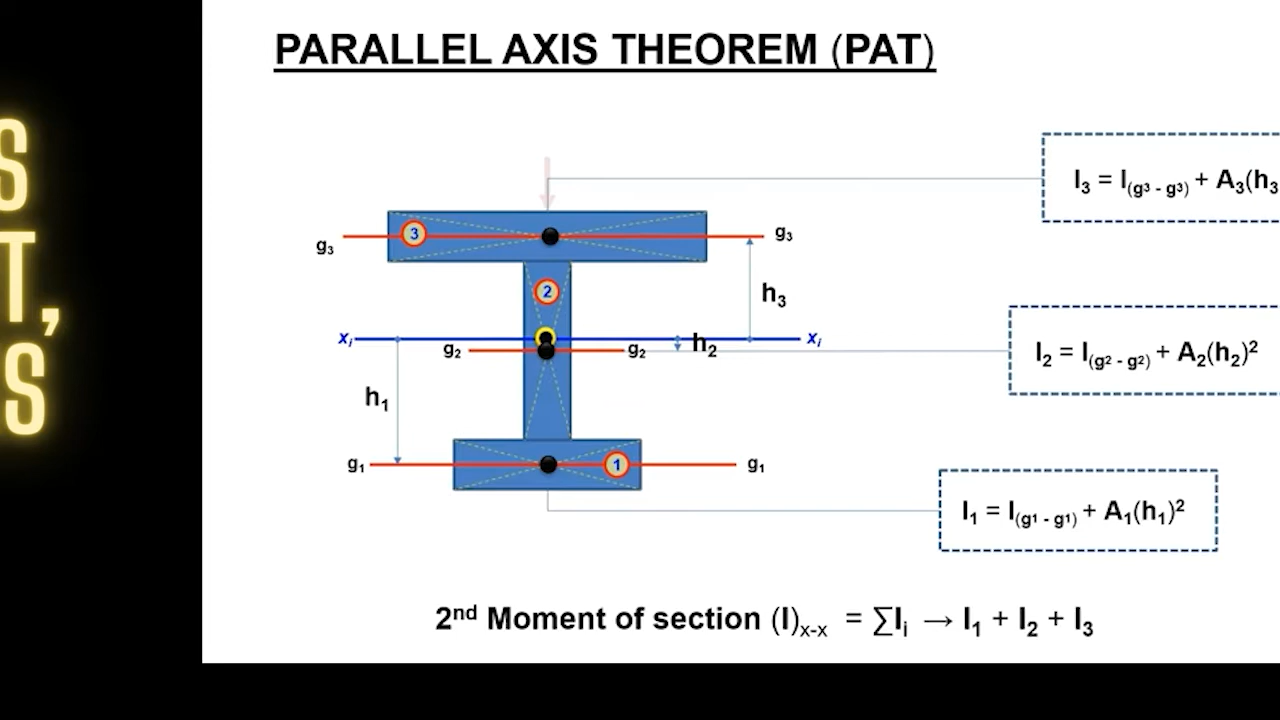 PARALLEL AXIS THEOREM (PAT)
S
T,
S
I₃ = I(g³ - g³) + A₃(h₃
g₃ 3 g₃
2
h₃
xᵢ xᵢ
g₂ g₂ h₂
I₂ = I(g² - g²) + A₂(h₂)²
h₁
g₁ 1 g₁
I₁ = I(g¹ - g¹) + A₁(h₁)²
2nd Moment of section (I)x-x = ∑Iᵢ → I₁ + I₂ + I₃